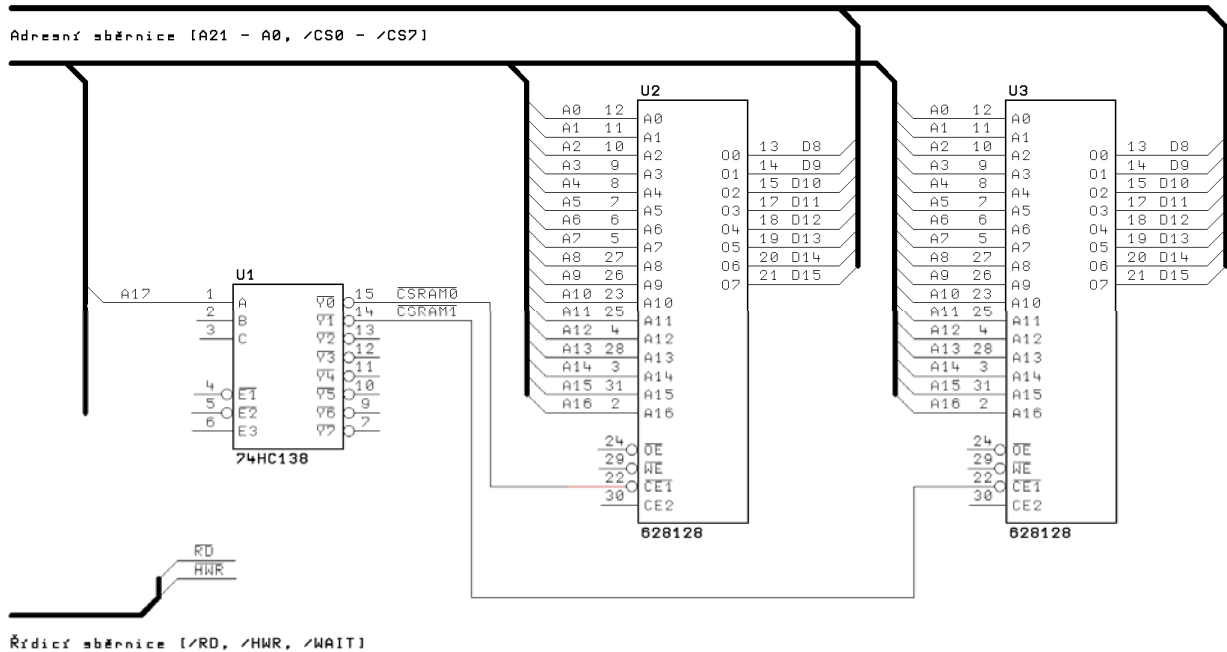 Adresní sběrnice [A21 - A0, /CS0 - /CS7]
U1
A17 1 A
2 B
3 C
4 E1
5 E2
6 E3
Y0 15 CSRAM0
Y1 14 CSRAM1
Y2 13
Y3 12
Y4 11
Y5 10
Y6 9
Y7 7
74HC138
U2
A0 12 A0
A1 11 A1
A2 10 A2
A3 9 A3
A4 8 A4
A5 7 A5
A6 6 A6
A7 5 A7
A8 27 A8
A9 26 A9
A10 23 A10
A11 25 A11
A12 4 A12
A13 28 A13
A14 3 A14
A15 31 A15
A16 2 A16
24 OE
29 WE
22 CE1
30 CE2
O0 13 D8
O1 14 D9
O2 15 D10
O3 17 D11
O4 18 D12
O5 19 D13
O6 20 D14
O7 21 D15
628128
U3
A0 12 A0
A1 11 A1
A2 10 A2
A3 9 A3
A4 8 A4
A5 7 A5
A6 6 A6
A7 5 A7
A8 27 A8
A9 26 A9
A10 23 A10
A11 25 A11
A12 4 A12
A13 28 A13
A14 3 A14
A15 31 A15
A16 2 A16
24 OE
29 WE
22 CE1
30 CE2
O0 13 D8
O1 14 D9
O2 15 D10
O3 17 D11
O4 18 D12
O5 19 D13
O6 20 D14
O7 21 D15
628128
RD
HWR
Řídicí sběrnice [/RD, /HWR, /WAIT]